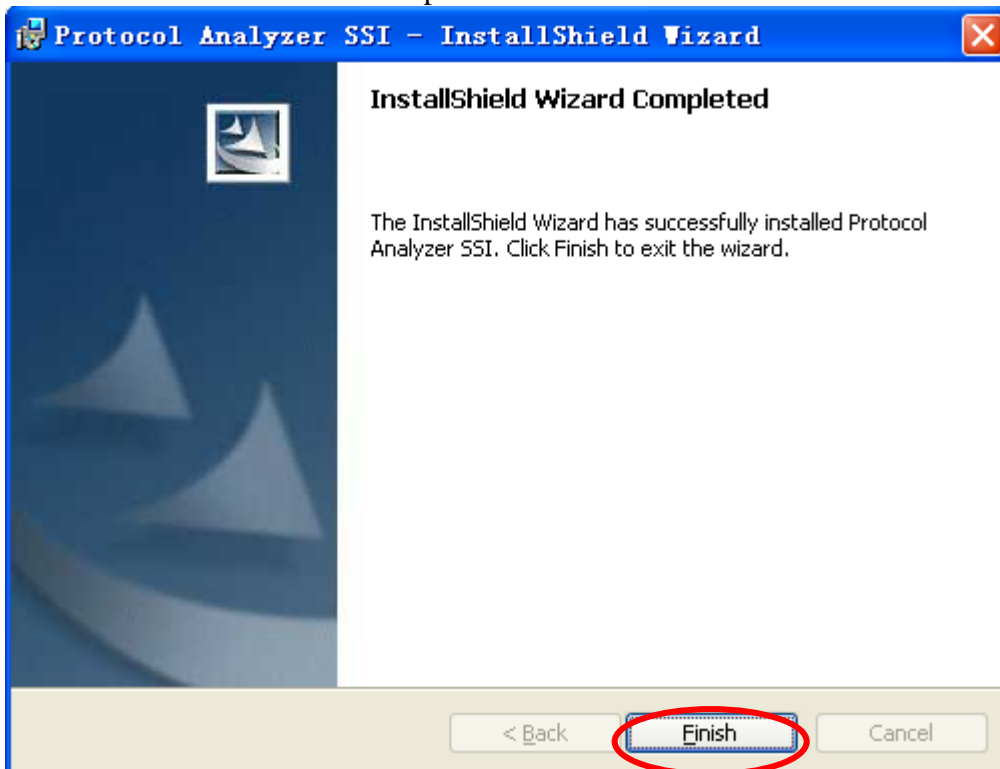 Protocol Analyzer SSI - InstallShield Wizard
InstallShield Wizard Completed
The InstallShield Wizard has successfully installed Protocol
Analyzer SSI. Click Finish to exit the wizard.
< Back Finish Cancel